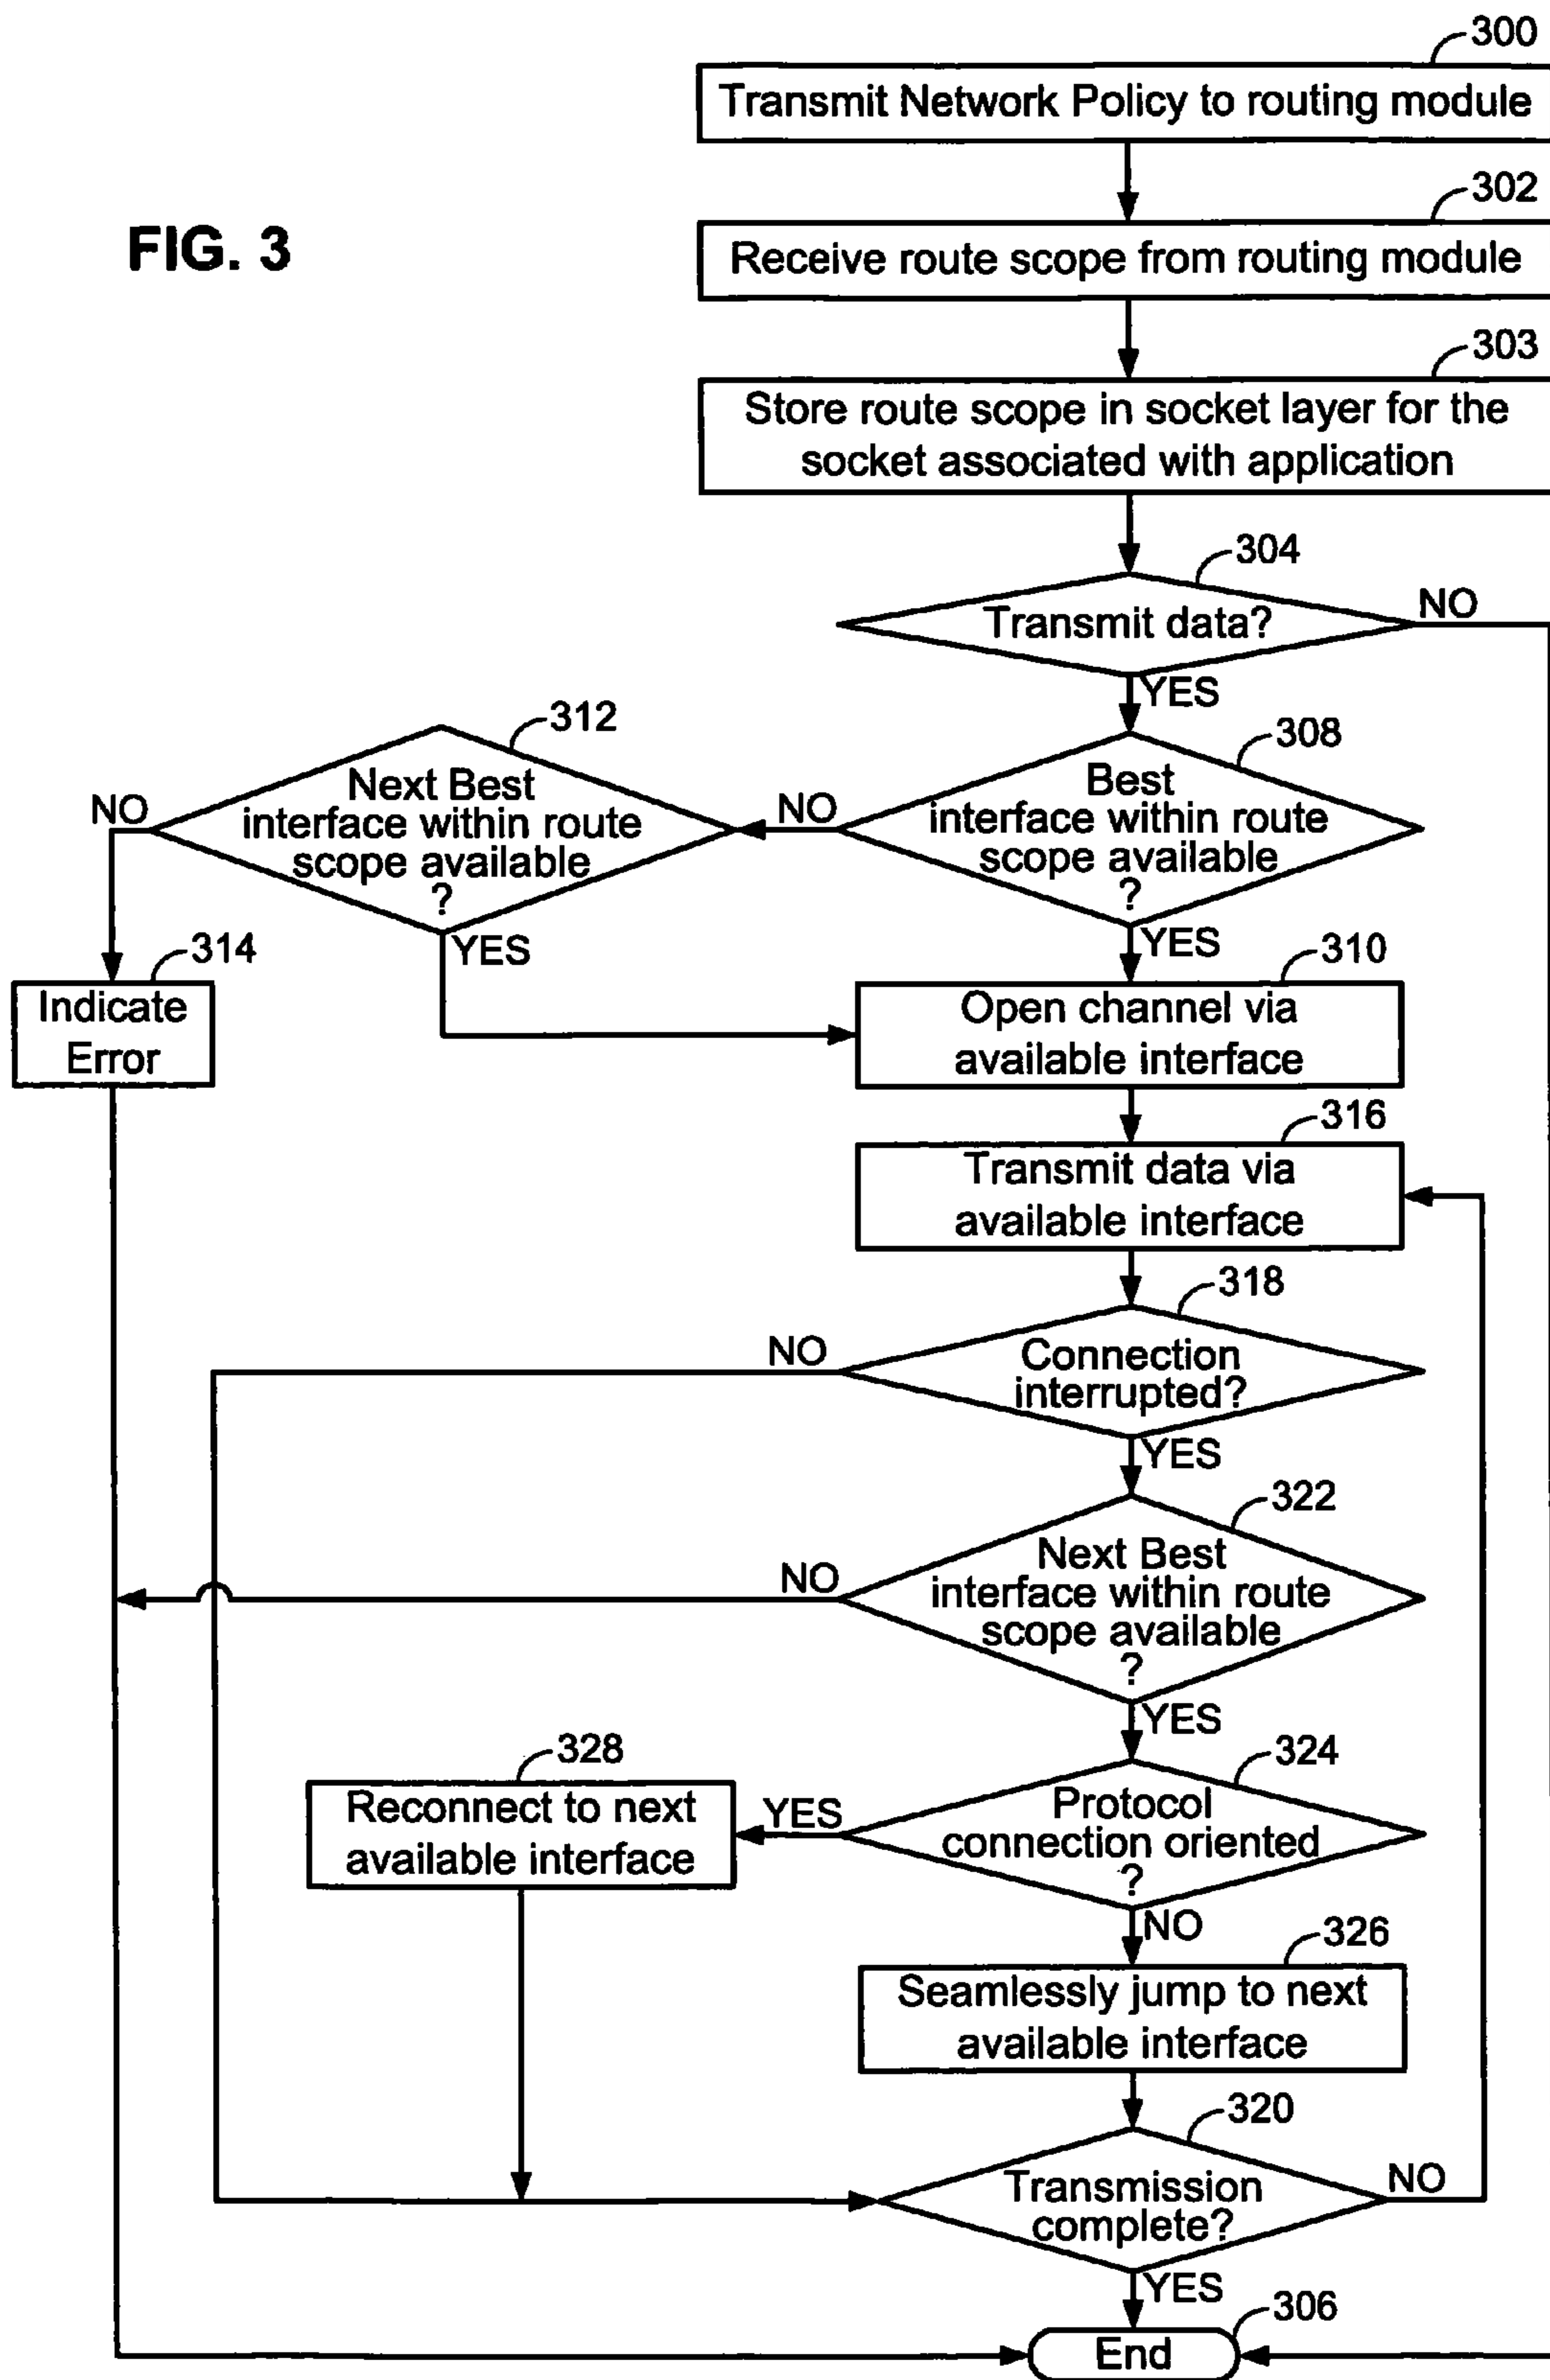 300
Transmit Network Policy to routing module
302
FIG. 3
Receive route scope from routing module
303
Store route scope in socket layer for the
socket associated with application
304
Transmit data?
NO
YES
312
308
Next Best
interface within route
scope available
?
NO
NO
Best
interface within route
scope available
?
YES
YES
314
Indicate
Error
310
Open channel via
available interface
316
Transmit data via
available interface
318
NO
Connection
interrupted?
YES
322
NO
Next Best
interface within route
scope available
?
YES
328
324
Reconnect to next
available interface
YES
Protocol
connection oriented
?
NO
326
Seamlessly jump to next
available interface
320
Transmission
complete?
NO
YES
306
End